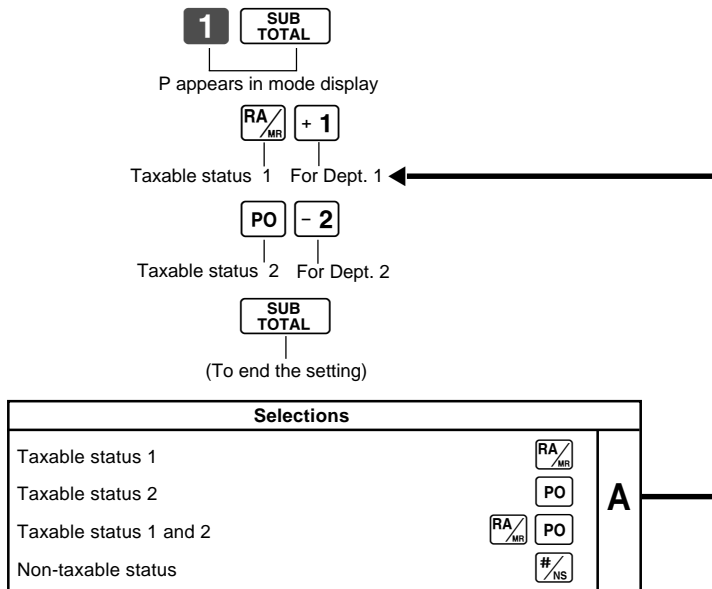 1 SUB TOTAL
P appears in mode display
RA/MR + 1
Taxable status 1 For Dept. 1
PO - 2
Taxable status 2 For Dept. 2
SUB TOTAL
(To end the setting)
Selections
Taxable status 1 RA/MR
Taxable status 2 PO
A
Taxable status 1 and 2 RA/MR PO
Non-taxable status #/NS